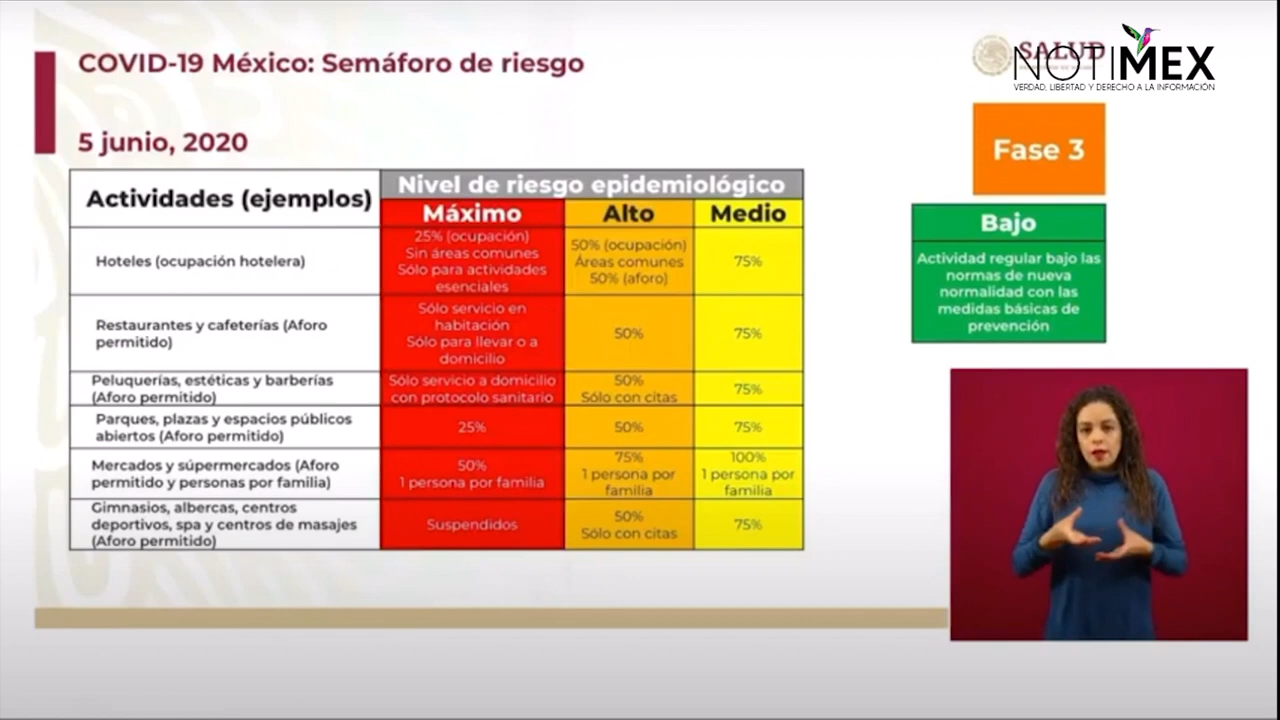 COVID-19 México: Semáforo de riesgo
5 junio, 2020
SALUD
NOTIMEX
VERDAD, LIBERTAD Y DERECHO A LA INFORMACIÓN
Fase 3
Actividades (ejemplos)
Nivel de riesgo epidemiológico
Máximo
Alto
Medio
Hoteles (ocupación hotelera)
25% (ocupación)
Sin áreas comunes
Sólo para actividades
esenciales
50% (ocupación)
Áreas comunes
50% (aforo)
75%
Restaurantes y cafeterías (Aforo
permitido)
Sólo servicio en
habitación
Sólo para llevar o a
domicilio
50%
75%
Peluquerías, estéticas y barberías
(Aforo permitido)
Sólo servicio a domicilio
con protocolo sanitario
50%
Sólo con citas
75%
Parques, plazas y espacios públicos
abiertos (Aforo permitido)
25%
50%
75%
Mercados y súpermercados (Aforo
permitido y personas por familia)
50%
1 persona por familia
75%
1 persona por
familia
100%
1 persona por
familia
Gimnasios, albercas, centros
deportivos, spa y centros de masajes
(Aforo permitido)
Suspendidos
50%
Sólo con citas
75%
Bajo
Actividad regular bajo las
normas de nueva
normalidad con las
medidas básicas de
prevención